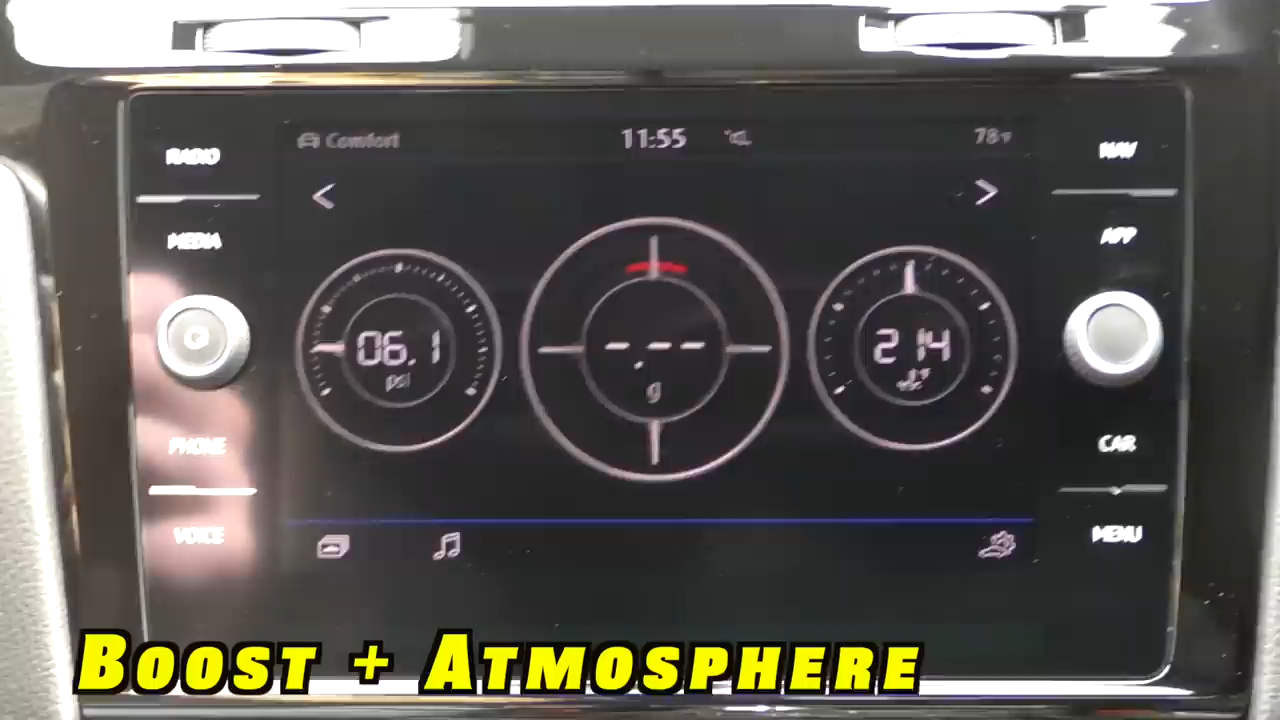 Comfort 11:55 78°F
RADIO
NAV
MEDIA
APP
06.1
psi
-.--
g
214
°F
PHONE
CAR
VOICE
MENU
BOOST + ATMOSPHERE